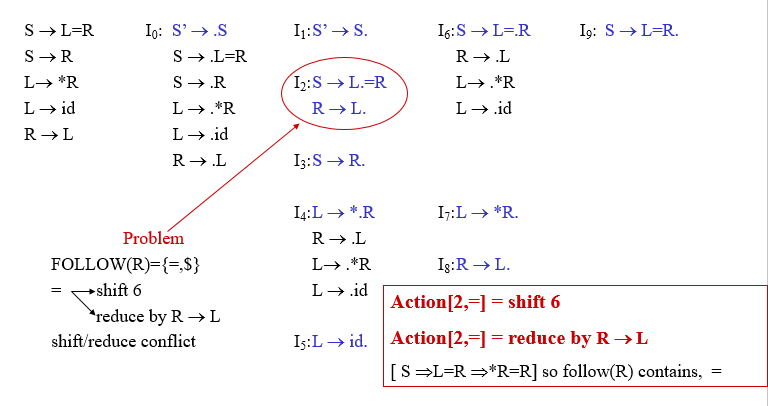 S → L=R
S → R
L→ *R
L → id
R → L
I₀: S’ → .S
S → .L=R
S → .R
L → .*R
L → .id
R → .L
I₁:S’ → S.
I₂:S → L.=R
R → L.
I₃:S → R.
I₄:L → *.R
R → .L
L→ .*R
L → .id
I₅:L → id.
I₆:S → L=.R
R → .L
L→ .*R
L → .id
I₇:L → *R.
I₈:R → L.
I₉: S → L=R.
Problem
FOLLOW(R)={=,$}
= shift 6
reduce by R → L
shift/reduce conflict
Action[2,=] = shift 6
Action[2,=] = reduce by R → L
[ S ⇒L=R ⇒*R=R] so follow(R) contains, =